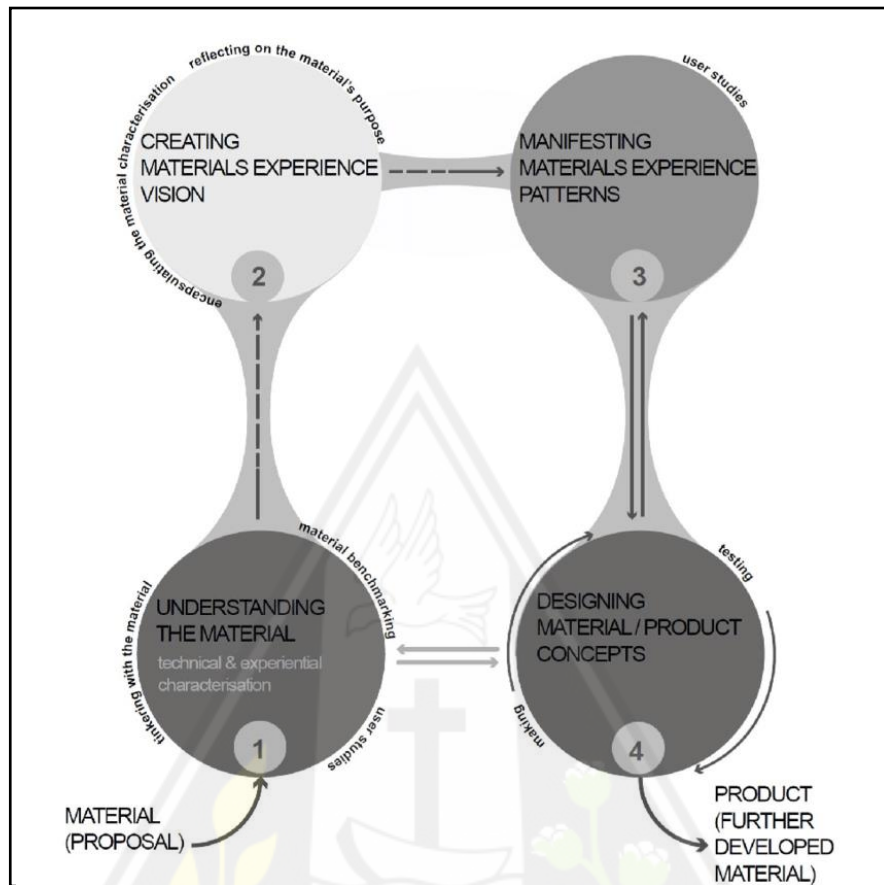 reflecting on the material's purpose
encapsulating the material characterisation
CREATING
MATERIALS EXPERIENCE
VISION
2
user studies
MANIFESTING
MATERIALS EXPERIENCE
PATTERNS
3
tinkering with the material
material benchmarking
user studies
UNDERSTANDING
THE MATERIAL
technical & experiential
characterisation
1
testing
making
DESIGNING
MATERIAL / PRODUCT
CONCEPTS
4
MATERIAL
(PROPOSAL)
PRODUCT
(FURTHER
DEVELOPED
MATERIAL)